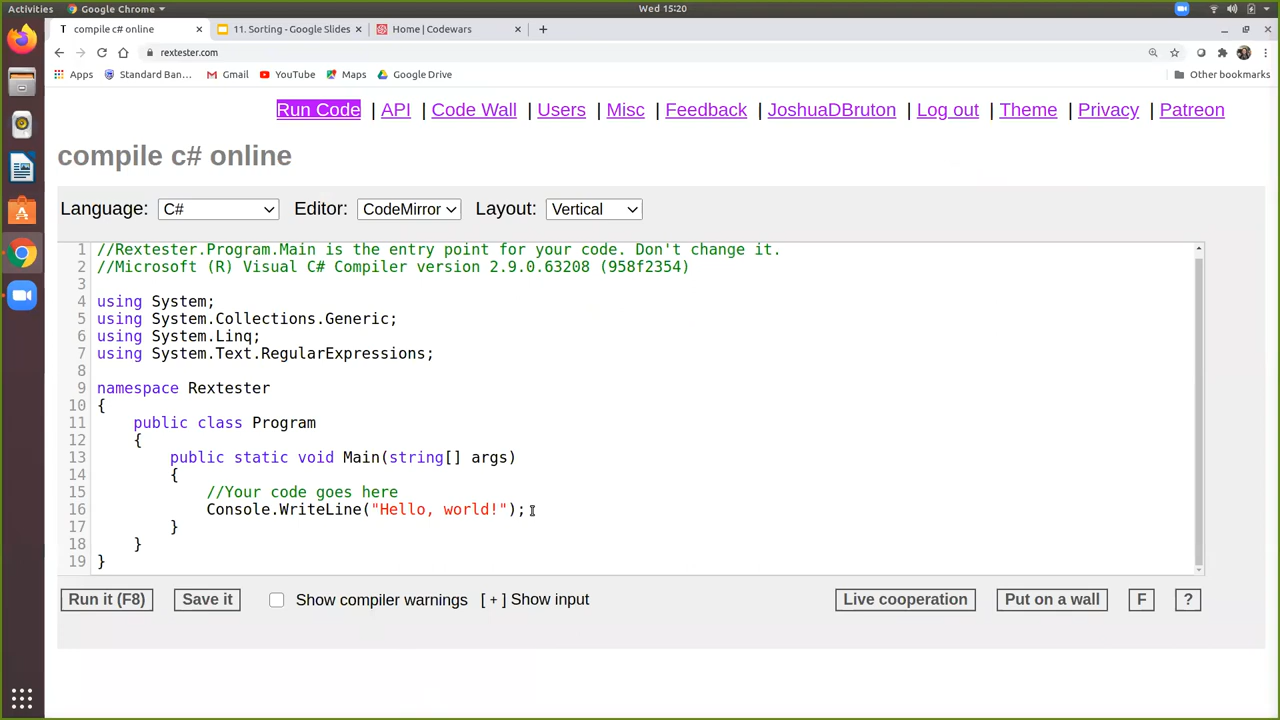 Activities Google Chrome Wed 15:20
compile c# online 11. Sorting - Google Slides Home | Codewars
rextester.com
Apps Standard Ban... Gmail YouTube Maps Google Drive Other bookmarks
Run Code | API | Code Wall | Users | Misc | Feedback | JoshuaDBruton | Log out | Theme | Privacy | Patreon
compile c# online
Language: C# Editor: CodeMirror Layout: Vertical
1 //Rextester.Program.Main is the entry point for your code. Don't change it.
2 //Microsoft (R) Visual C# Compiler version 2.9.0.63208 (958f2354)
3
4 using System;
5 using System.Collections.Generic;
6 using System.Linq;
7 using System.Text.RegularExpressions;
8
9 namespace Rextester
10 {
11     public class Program
12     {
13         public static void Main(string[] args)
14         {
15             //Your code goes here
16             Console.WriteLine("Hello, world!");
17         }
18     }
19 }
Run it (F8) Save it Show compiler warnings [ + ] Show input Live cooperation Put on a wall F ?